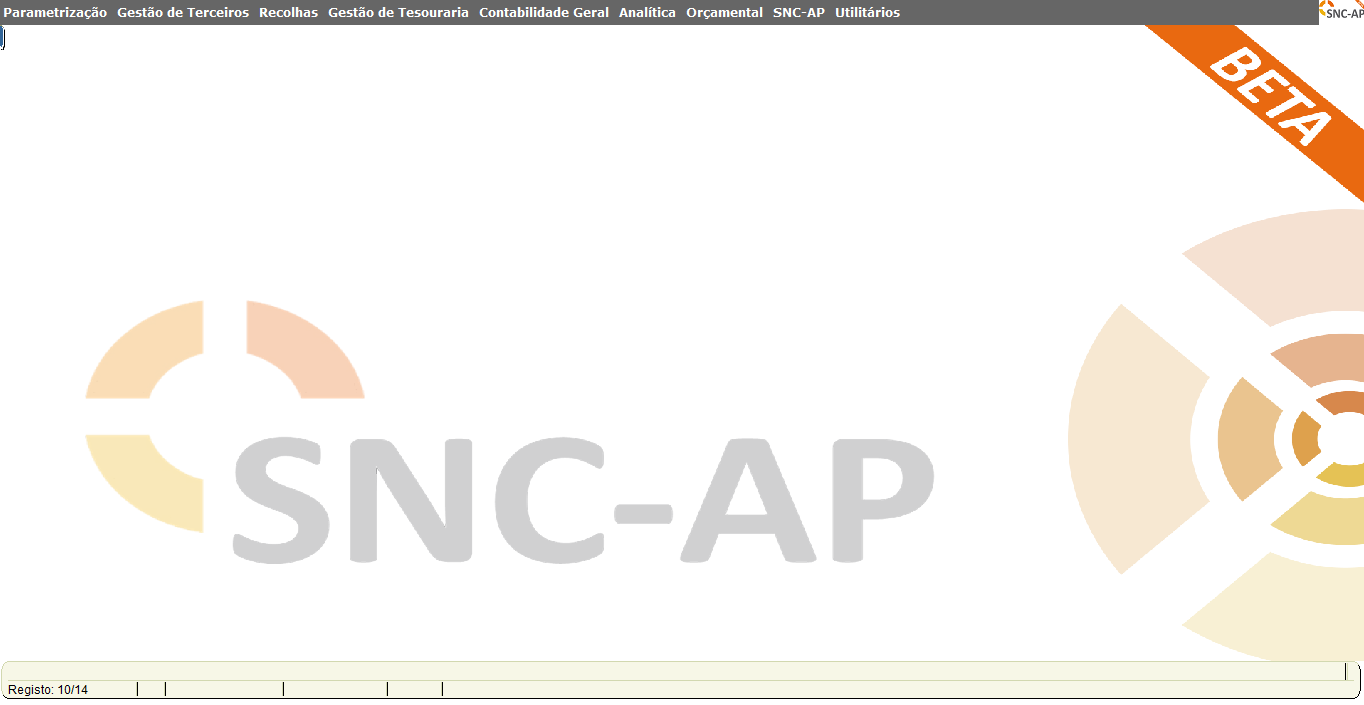 Parametrização Gestão de Terceiros Recolhas Gestão de Tesouraria Contabilidade Geral Analítica Orçamental SNC-AP Utilitários
SNC-AP
BETA
SNC-AP
Registo: 10/14